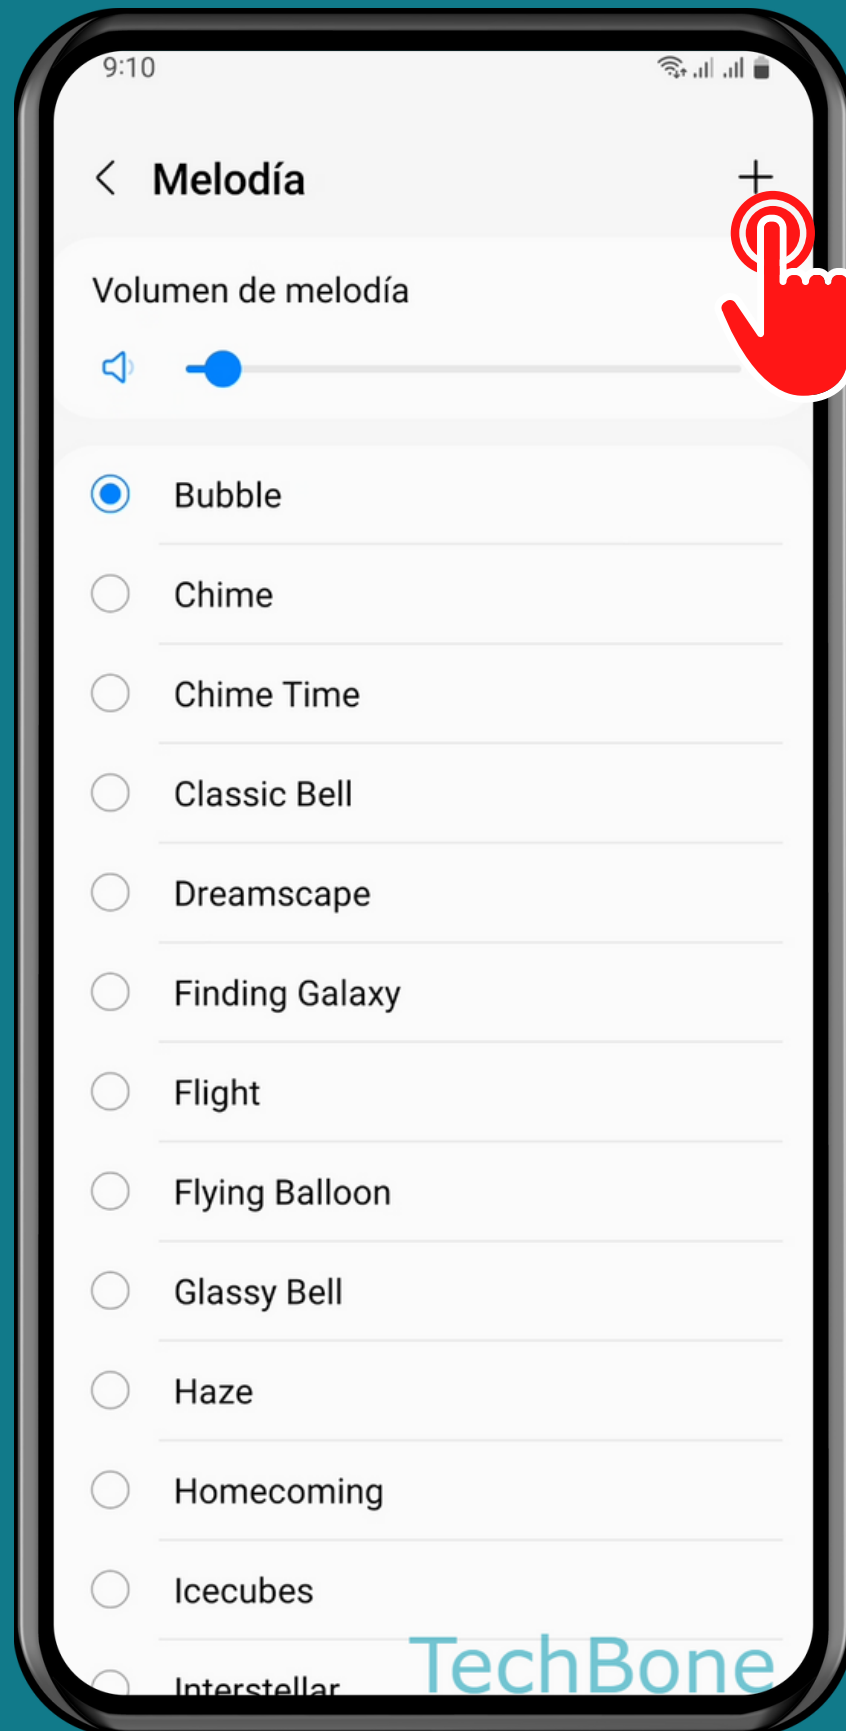 9:10
Melodía
Volumen de melodía
Bubble
Chime
Chime Time
Classic Bell
Dreamscape
Finding Galaxy
Flight
Flying Balloon
Glassy Bell
Haze
Homecoming
Icecubes
Interstellar
TechBone